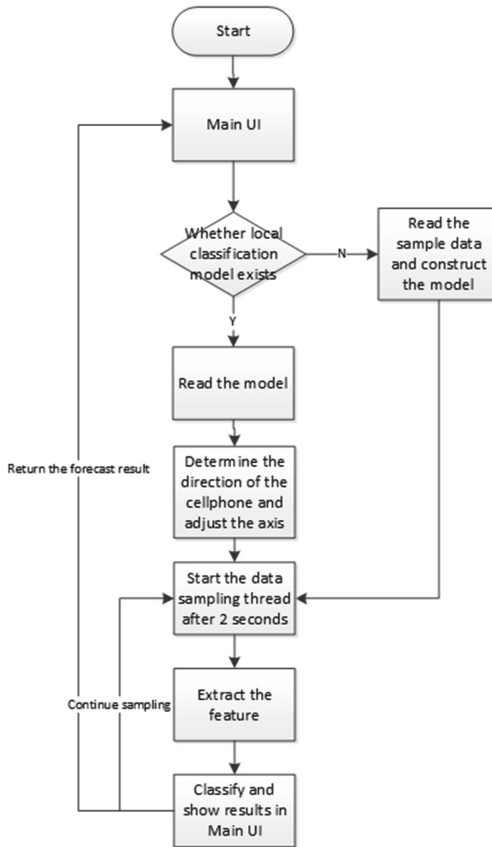 Start
Main UI
Whether local
classification
model exists
N
Read the
sample data
and construct
the model
Y
Read the model
Return the forecast result
Determine the
direction of the
cellphone and
adjust the axis
Start the data
sampling thread
after 2 seconds
Continue sampling
Extract the
feature
Classify and
show results in
Main UI